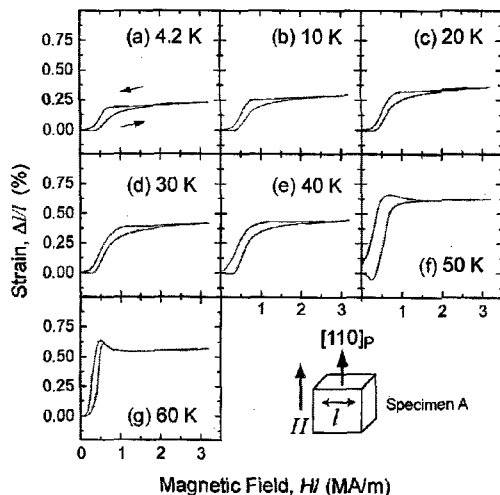 0.75 (a) 4.2 K (b) 10 K (c) 20 K
0.50
0.25
0.00
0.75
0.50
0.25
0.00
(d) 30 K (e) 40 K
(f) 50 K
0.75
0.50
0.25
0.00
(g) 60 K
0 1 2 3
0 1 2 3
0 1 2 3
Strain, Δl/l (%)
[110]P
H
l
Specimen A
Magnetic Field, H/ (MA/m)